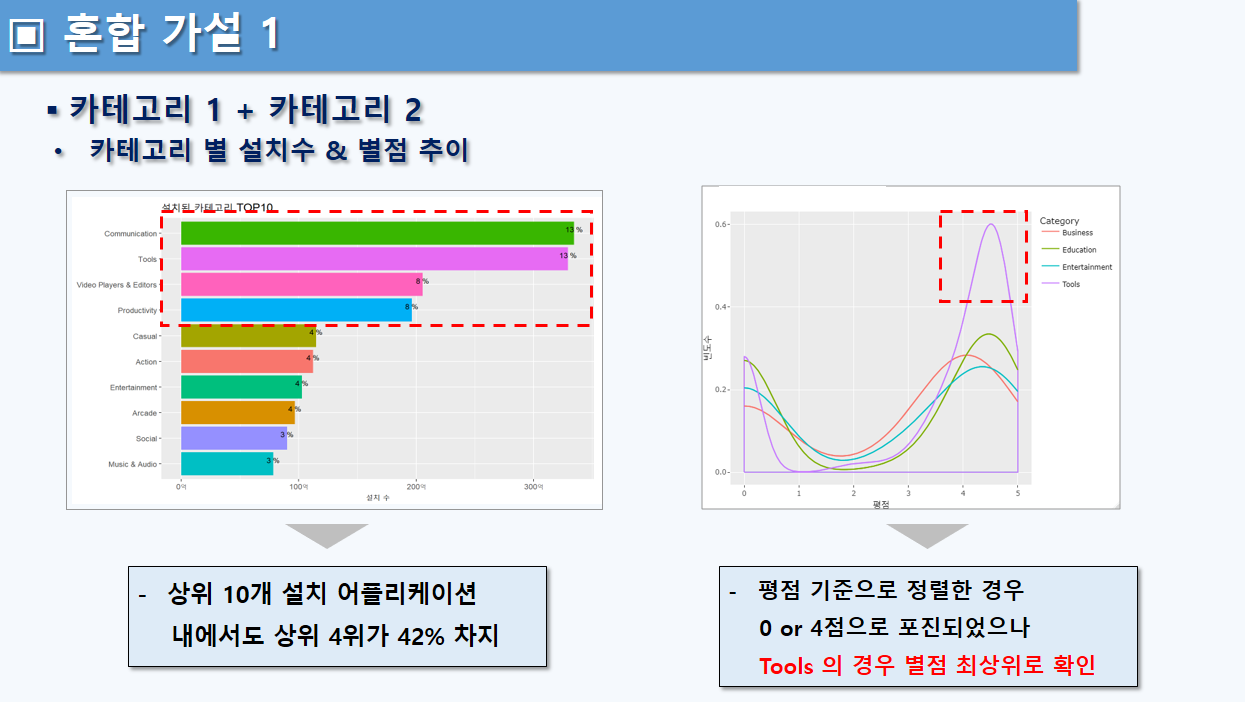 ▣ 혼합 가설 1
▪ 카테고리 1 + 카테고리 2
• 카테고리 별 설치수 & 별점 추이
설치된 카테고리 TOP10
Communication 13 %
Tools 13 %
Video Players & Editors 8 %
Productivity 8 %
Casual 4 %
Action 4 %
Entertainment 4 %
Arcade 4 %
Social 3 %
Music & Audio 3 %
0억 100억 200억 300억
설치 수
Category
Business
Education
Entertainment
Tools
빈도수
0.6
0.4
0.2
0.0
0 1 2 3 4 5
평점
- 상위 10개 설치 어플리케이션
내에서도 상위 4위가 42% 차지
- 평점 기준으로 정렬한 경우
0 or 4점으로 포진되었으나
Tools 의 경우 별점 최상위로 확인